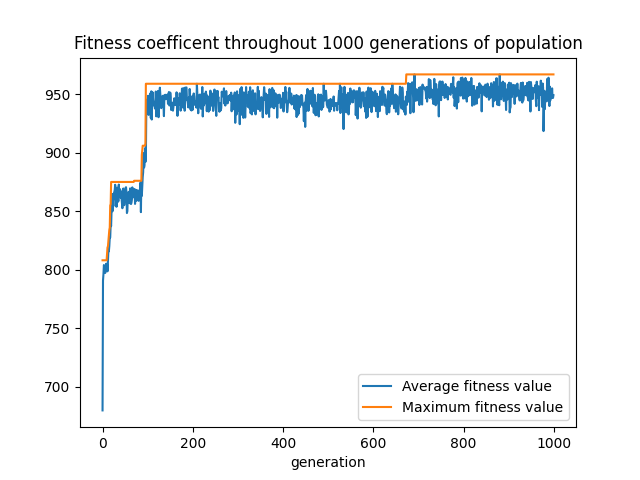 Fitness coefficent throughout 1000 generations of population
950
900
850
800
750
700
Average fitness value
Maximum fitness value
0 200 400 600 800 1000
generation